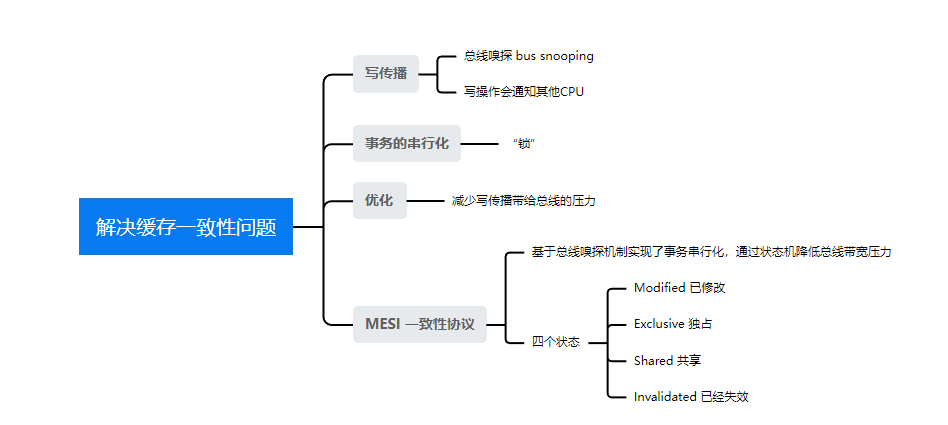 解决缓存一致性问题
写传播
总线嗅探 bus snooping
写操作会通知其他CPU
事务的串行化
“锁”
优化
减少写传播带给总线的压力
MESI 一致性协议
基于总线嗅探机制实现了事务串行化，通过状态机降低总线带宽压力
四个状态
Modified 已修改
Exclusive 独占
Shared 共享
Invalidated 已经失效